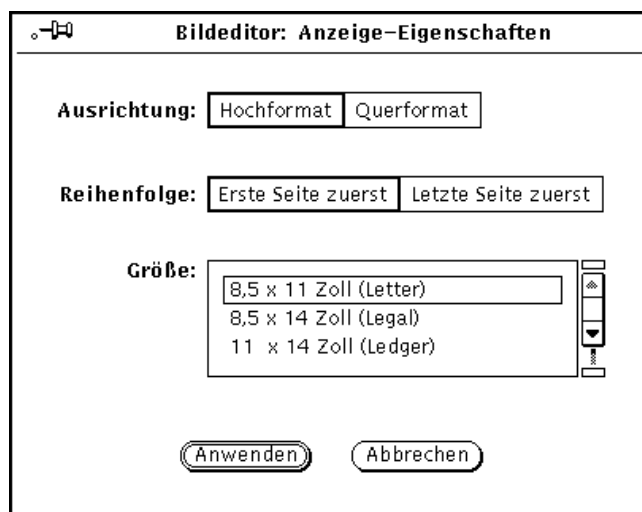 Bildeditor: Anzeige-Eigenschaften
Ausrichtung: Hochformat Querformat
Reihenfolge: Erste Seite zuerst Letzte Seite zuerst
Größe:
8,5 x 11 Zoll (Letter)
8,5 x 14 Zoll (Legal)
11 x 14 Zoll (Ledger)
Anwenden Abbrechen